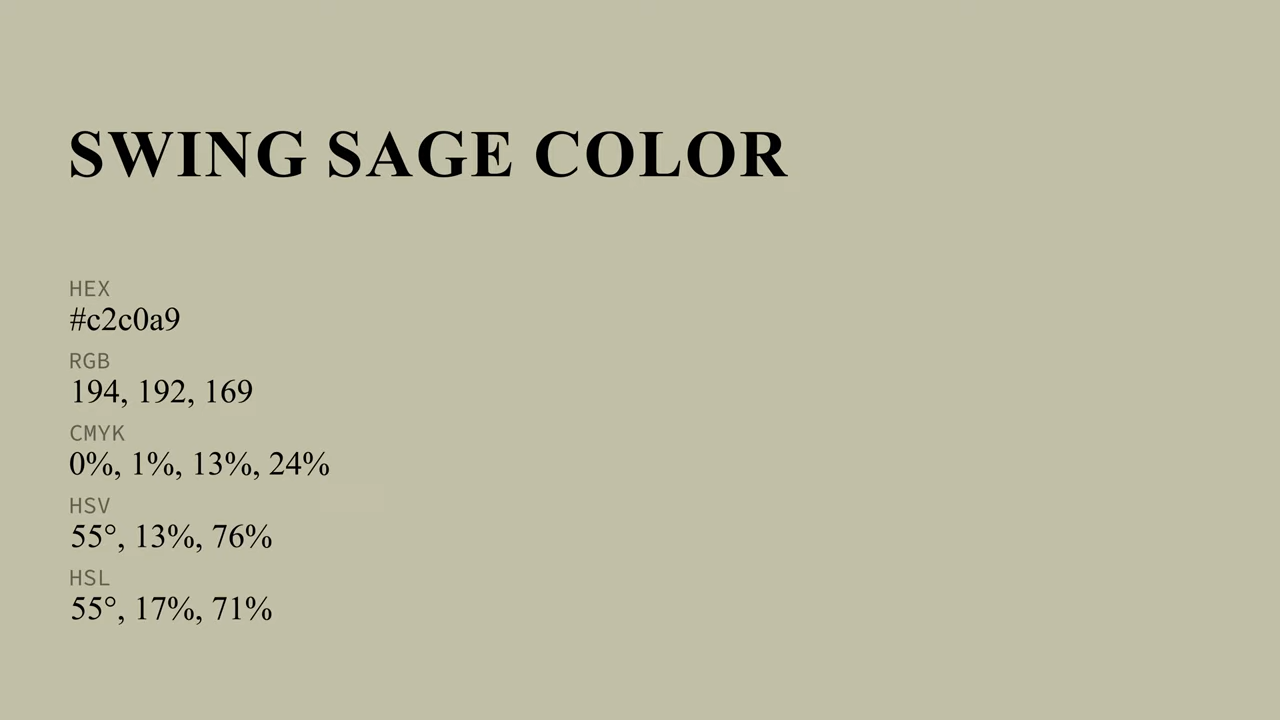 SWING SAGE COLOR
HEX
#c2c0a9
RGB
194, 192, 169
CMYK
0%, 1%, 13%, 24%
HSV
55°, 13%, 76%
HSL
55°, 17%, 71%